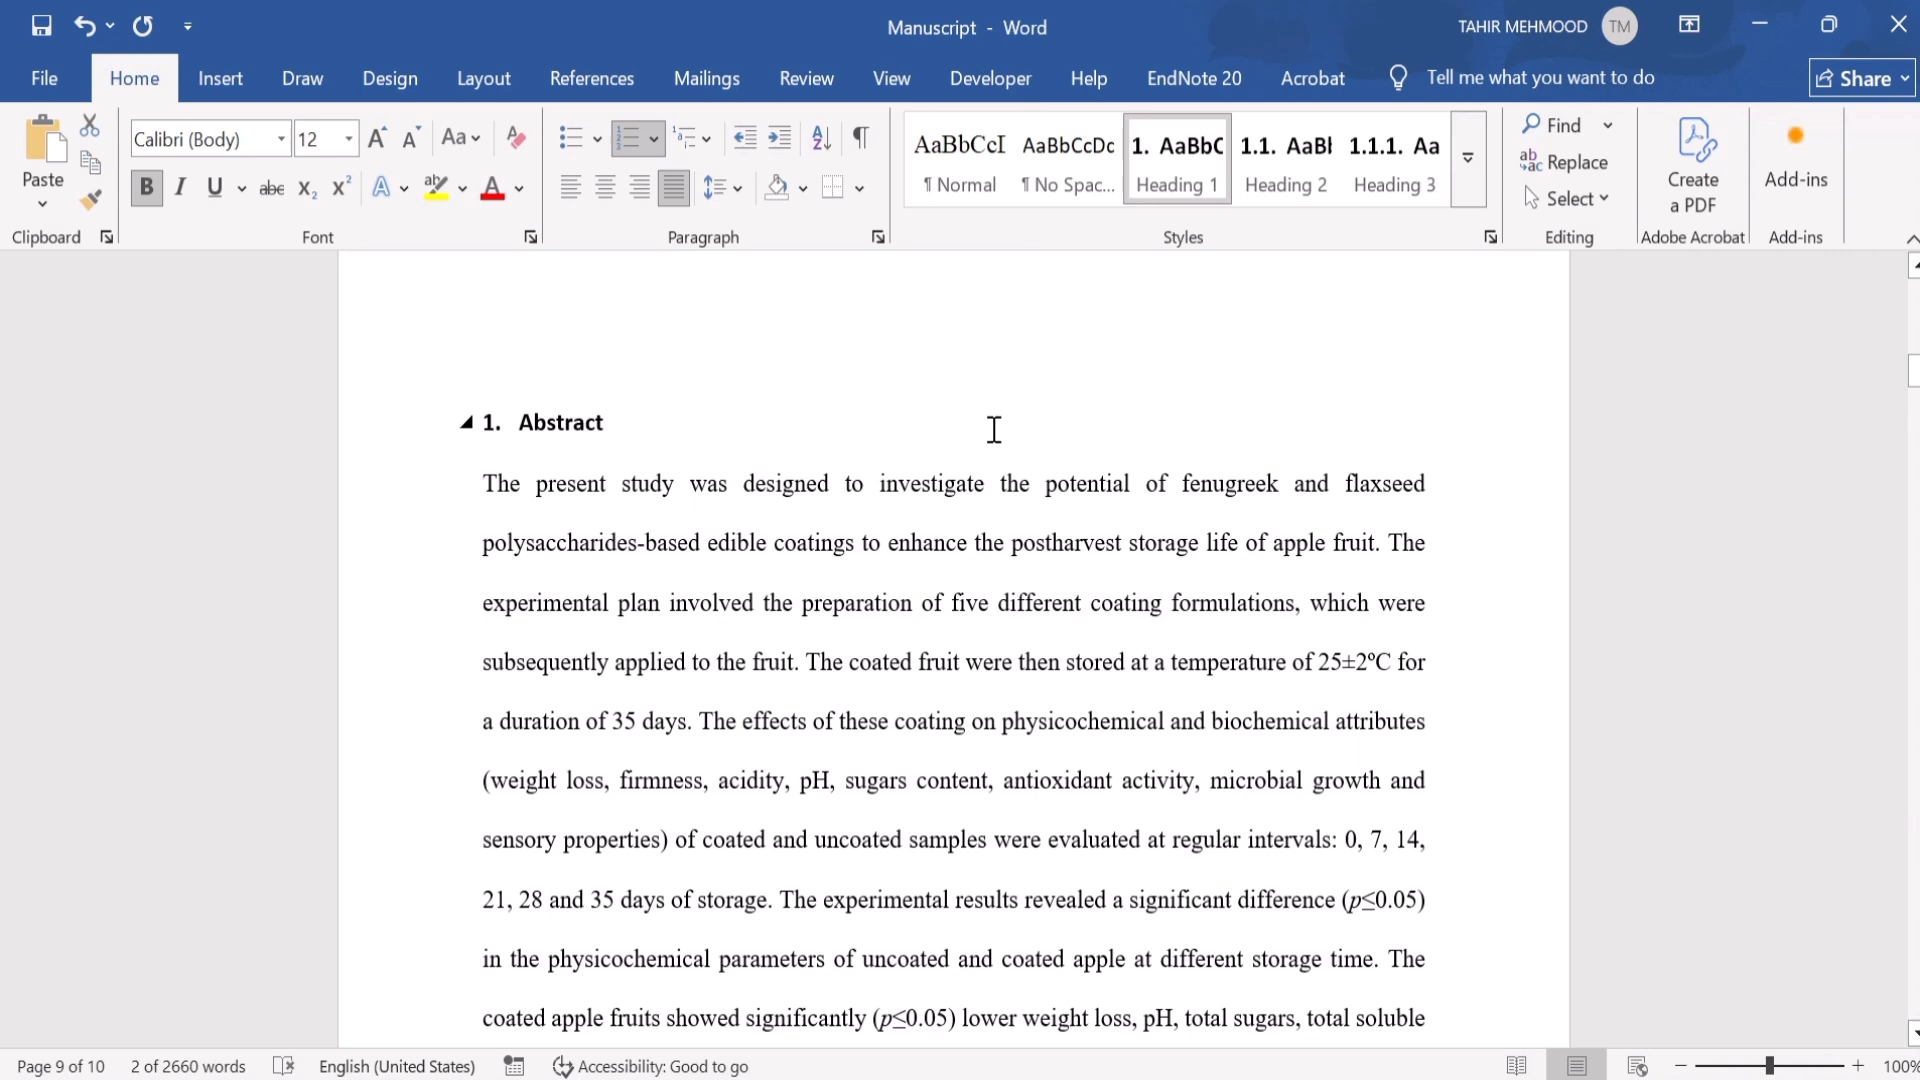 Manuscript - Word
TAHIR MEHMOOD TM
File Home Insert Draw Design Layout References Mailings Review View Developer Help EndNote 20 Acrobat Tell me what you want to do Share
Paste
Clipboard
Calibri (Body) 12
Font
Paragraph
AaBbCcI AaBbCcDc 1. AaBbC 1.1. AaBl 1.1.1. Aa
¶ Normal ¶ No Spac... Heading 1 Heading 2 Heading 3
Styles
Find
Replace
Select
Editing
Create
a PDF
Adobe Acrobat
Add-ins
Add-ins
1. Abstract
The present study was designed to investigate the potential of fenugreek and flaxseed
polysaccharides-based edible coatings to enhance the postharvest storage life of apple fruit. The
experimental plan involved the preparation of five different coating formulations, which were
subsequently applied to the fruit. The coated fruit were then stored at a temperature of 25±2ºC for
a duration of 35 days. The effects of these coating on physicochemical and biochemical attributes
(weight loss, firmness, acidity, pH, sugars content, antioxidant activity, microbial growth and
sensory properties) of coated and uncoated samples were evaluated at regular intervals: 0, 7, 14,
21, 28 and 35 days of storage. The experimental results revealed a significant difference (p≤0.05)
in the physicochemical parameters of uncoated and coated apple at different storage time. The
coated apple fruits showed significantly (p≤0.05) lower weight loss, pH, total sugars, total soluble
Page 9 of 10 2 of 2660 words English (United States) Accessibility: Good to go 100%